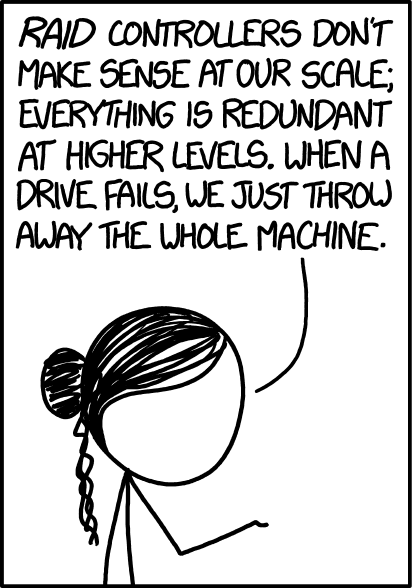 RAID CONTROLLERS DON'T
MAKE SENSE AT OUR SCALE;
EVERYTHING IS REDUNDANT
AT HIGHER LEVELS. WHEN A
DRIVE FAILS, WE JUST THROW
AWAY THE WHOLE MACHINE.